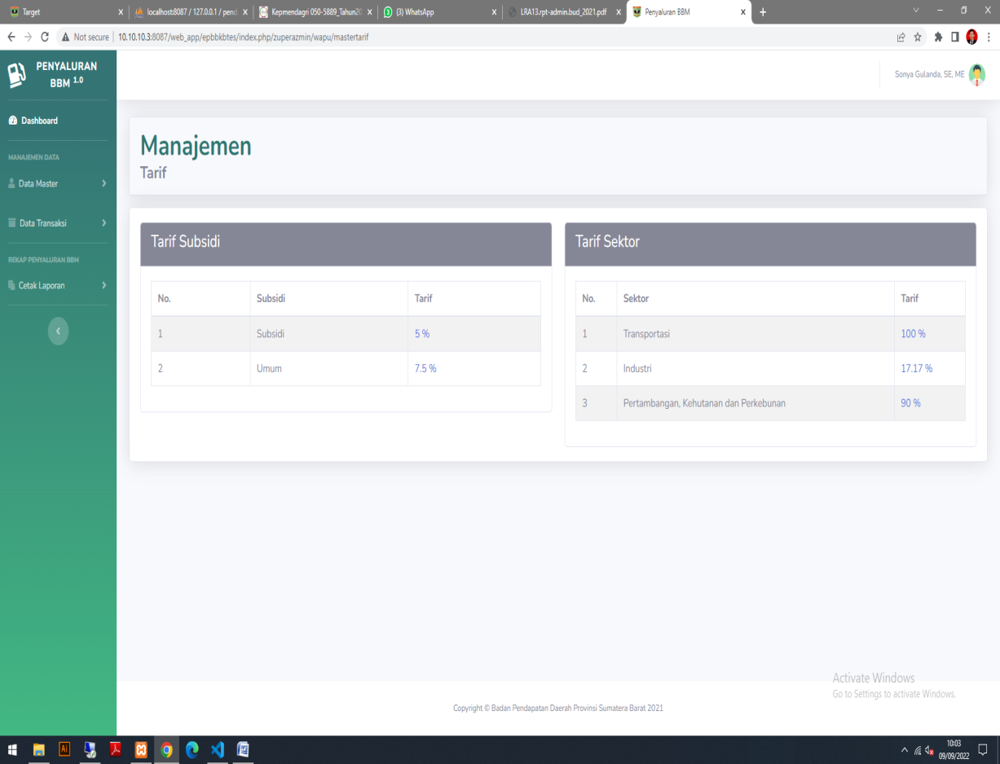 Target
localhost:8087 / 127.0.0.1 / pend
Kepmendagri 050-5889_Tahun20
(3) WhatsApp
LRA13.rpt-admin.bud_2021.pdf
Penyaluran BBM
Not secure
10.10.10.3:8087/web_app/epbbkbtes/index.php/zuperazmin/wapu/mastertarif
PENYALURAN
BBM 1.0
Sonya Gulanda, SE, ME
Dashboard
MANAJEMEN DATA
Data Master
Data Transaksi
REKAP PENYALURAN BBM
Cetak Laporan
Manajemen
Tarif
Tarif Subsidi
No. Subsidi Tarif
1 Subsidi 5 %
2 Umum 7.5 %
Tarif Sektor
No. Sektor Tarif
1 Transportasi 100 %
2 Industri 17.17 %
3 Pertambangan, Kehutanan dan Perkebunan 90 %
Activate Windows
Go to Settings to activate Windows.
Copyright © Badan Pendapatan Daerah Provinsi Sumatera Barat 2021
Ai
10:03
09/09/2022